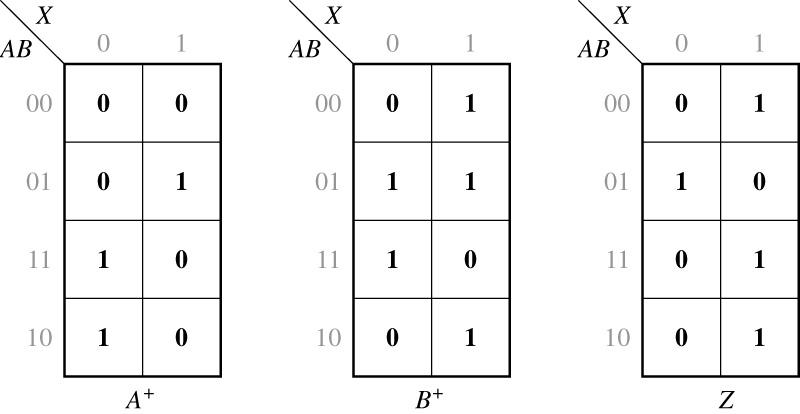 X X X
AB 0 1 AB 0 1 AB 0 1
00 0 0 00 0 1 00 0 1
01 0 1 01 1 1 01 1 0
11 1 0 11 1 0 11 0 1
10 1 0 10 0 1 10 0 1
A⁺ B⁺ Z